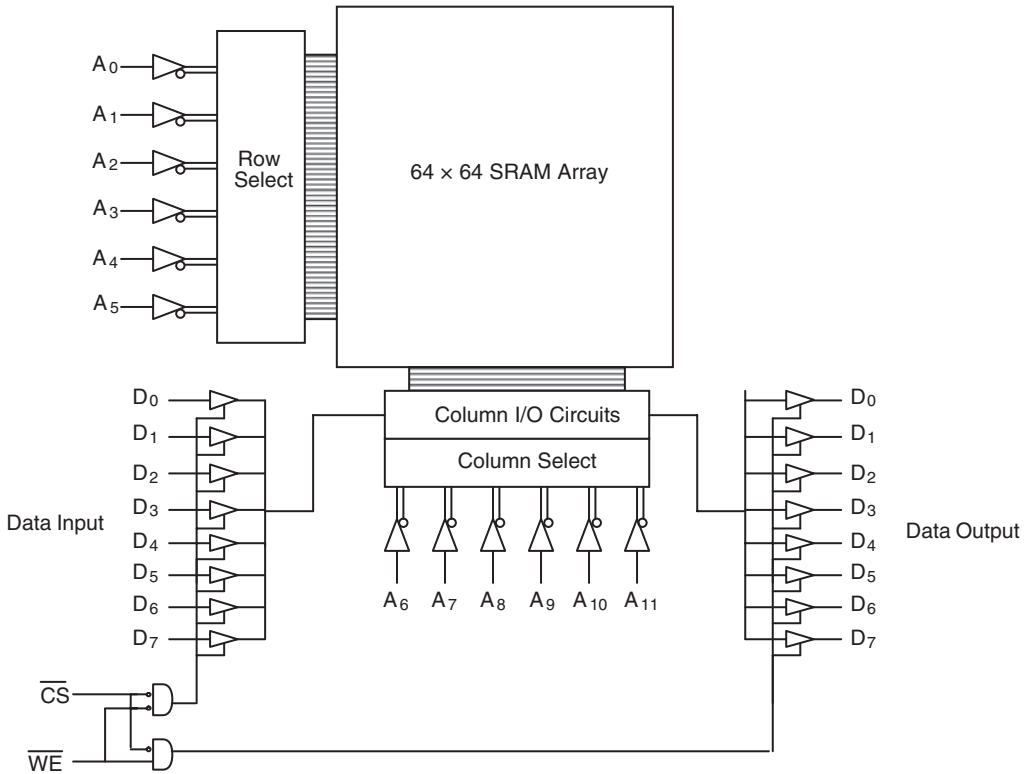 A0
A1
A2
A3
A4
A5
Row
Select
64 × 64 SRAM Array
Column I/O Circuits
Column Select
A6 A7 A8 A9 A10 A11
Data Input
D0
D1
D2
D3
D4
D5
D6
D7
C̅S̅
W̅E̅
D0
D1
D2
D3
D4
D5
D6
D7
Data Output